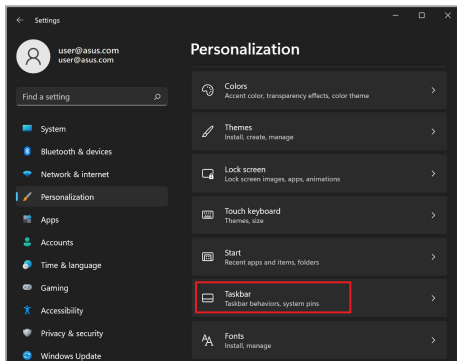 Settings
user@asus.com
user@asus.com
Find a setting
System
Bluetooth & devices
Network & internet
Personalization
Apps
Accounts
Time & language
Gaming
Accessibility
Privacy & security
Windows Update
Personalization
Colors
Accent color, transparency effects, color theme
Themes
Install, create, manage
Lock screen
Lock screen images, apps, animations
Touch keyboard
Themes, size
Start
Recent apps and items, folders
Taskbar
Taskbar behaviors, system pins
Fonts
Install, manage